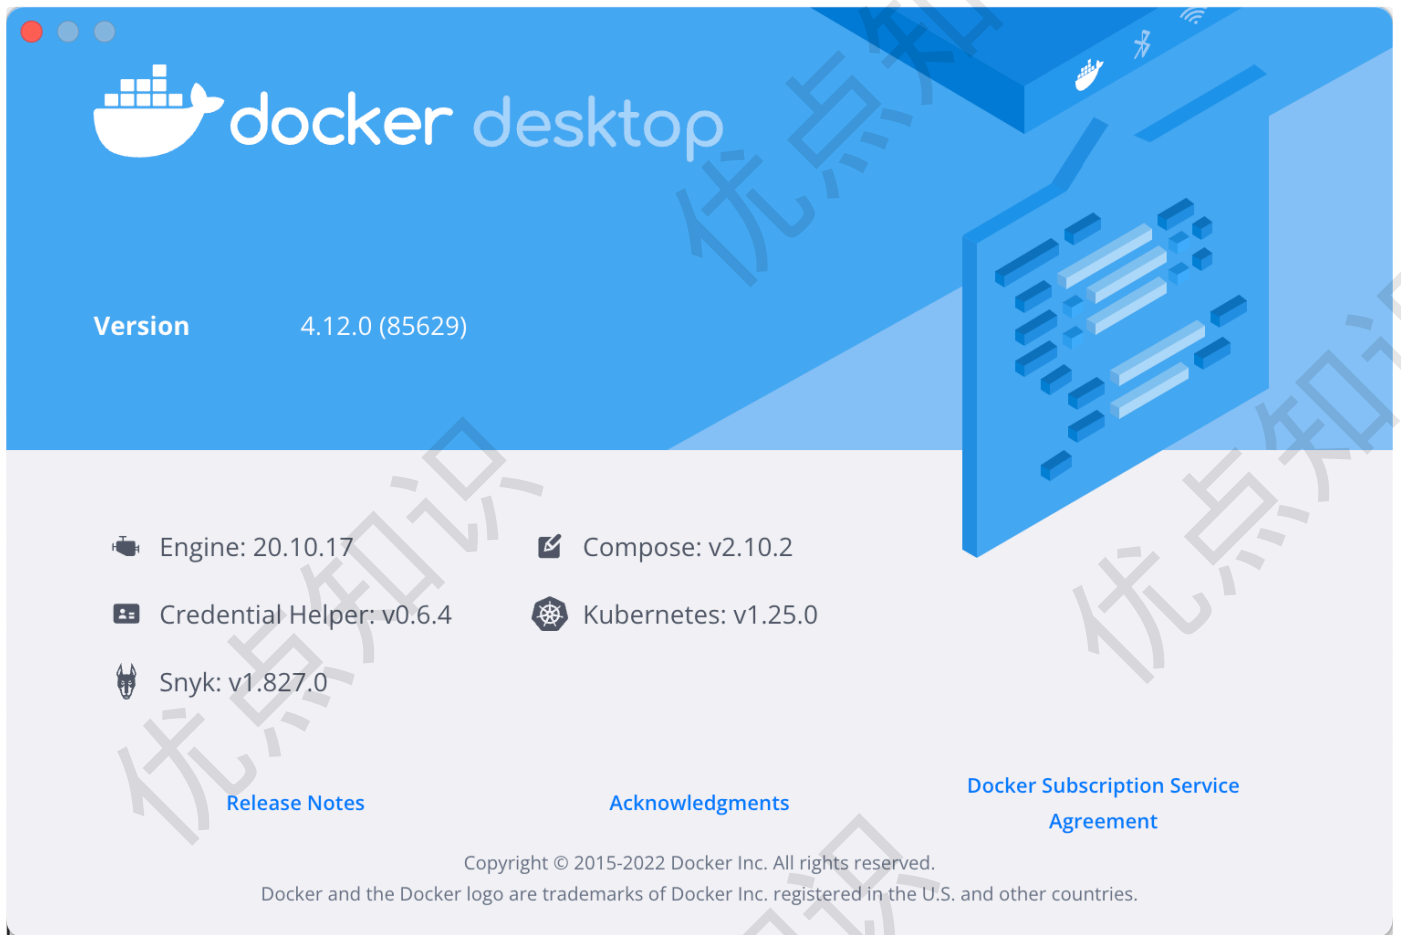 docker desktop
优点知识
Version 4.12.0 (85629)
优点知识
优点知识
Engine: 20.10.17 Compose: v2.10.2
Credential Helper: v0.6.4 Kubernetes: v1.25.0
Snyk: v1.827.0
Release Notes Acknowledgments Docker Subscription Service
Agreement
Copyright © 2015-2022 Docker Inc. All rights reserved.
Docker and the Docker logo are trademarks of Docker Inc. registered in the U.S. and other countries.